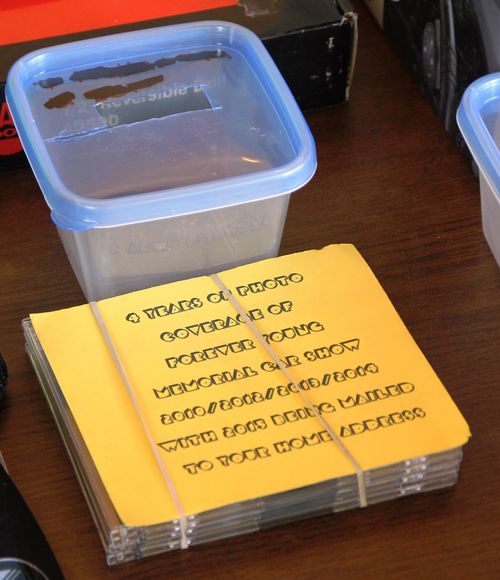 Reversible D
4 YEARS OF PHOTO
COVERAGE OF
FOREVER YOUNG
MEMORIAL CAR SHOW
2010/2012/2013/2014
WITH 2015 BEING MAILED
TO YOUR HOME ADDRESS